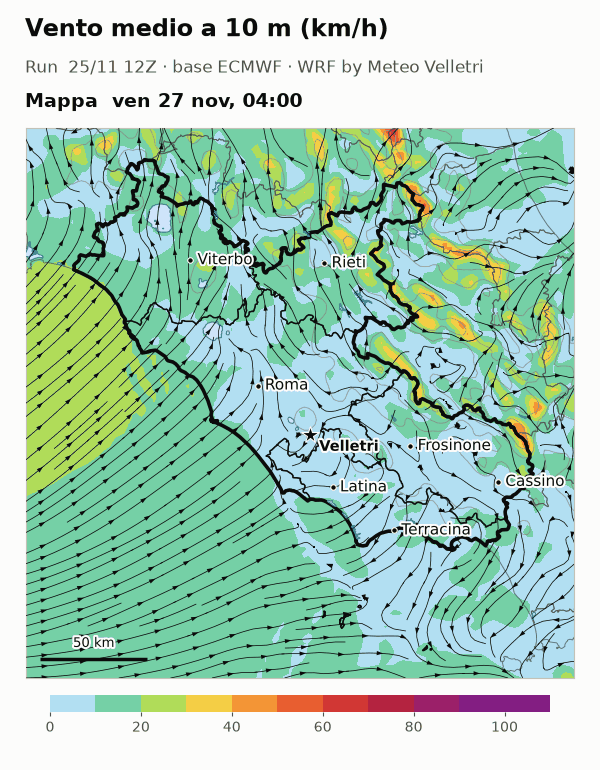 Vento medio a 10 m (km/h)
Run  25/11 12Z · base ECMWF · WRF by Meteo Velletri
Mappa  ven 27 nov, 04:00
Viterbo
Rieti
Roma
Velletri
Frosinone
Latina
Cassino
Terracina
50 km
0 20 40 60 80 100